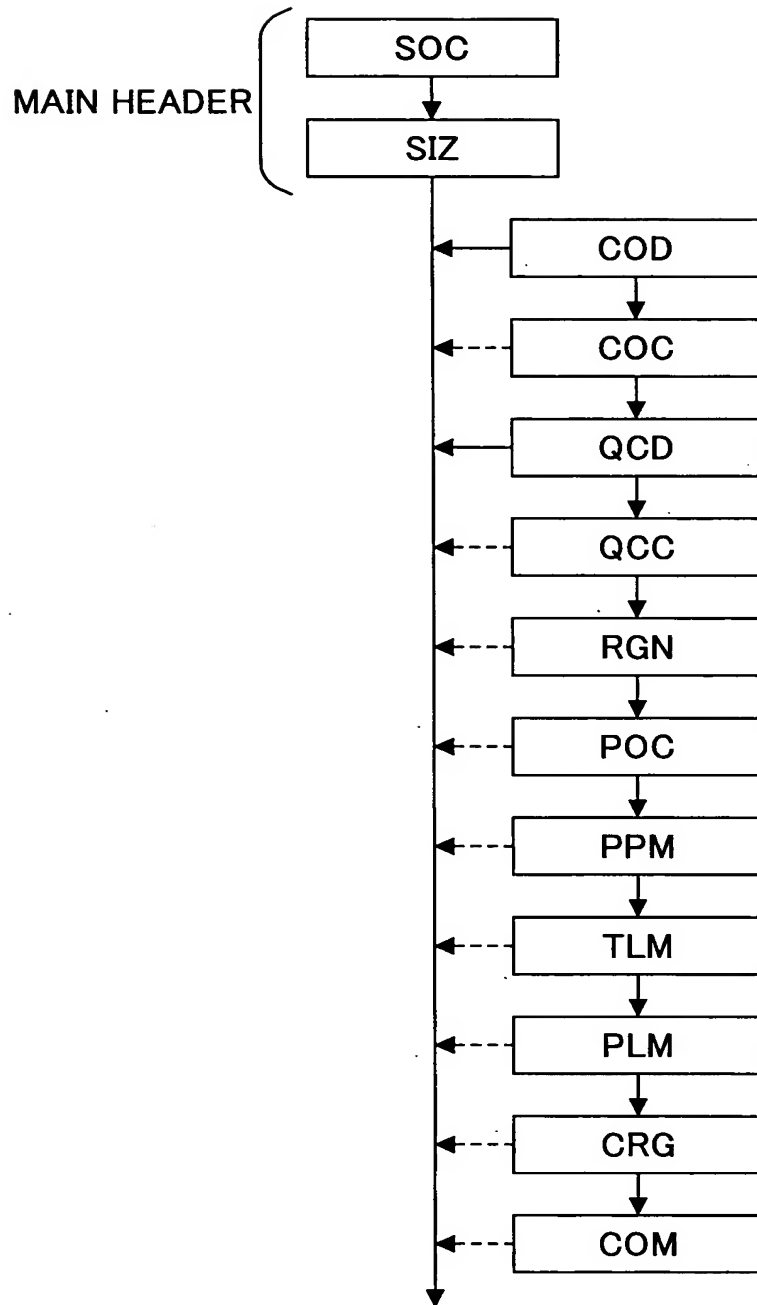 SOC
MAIN HEADER
SIZ
COD
COC
QCD
QCC
RGN
POC
PPM
TLM
PLM
CRG
COM